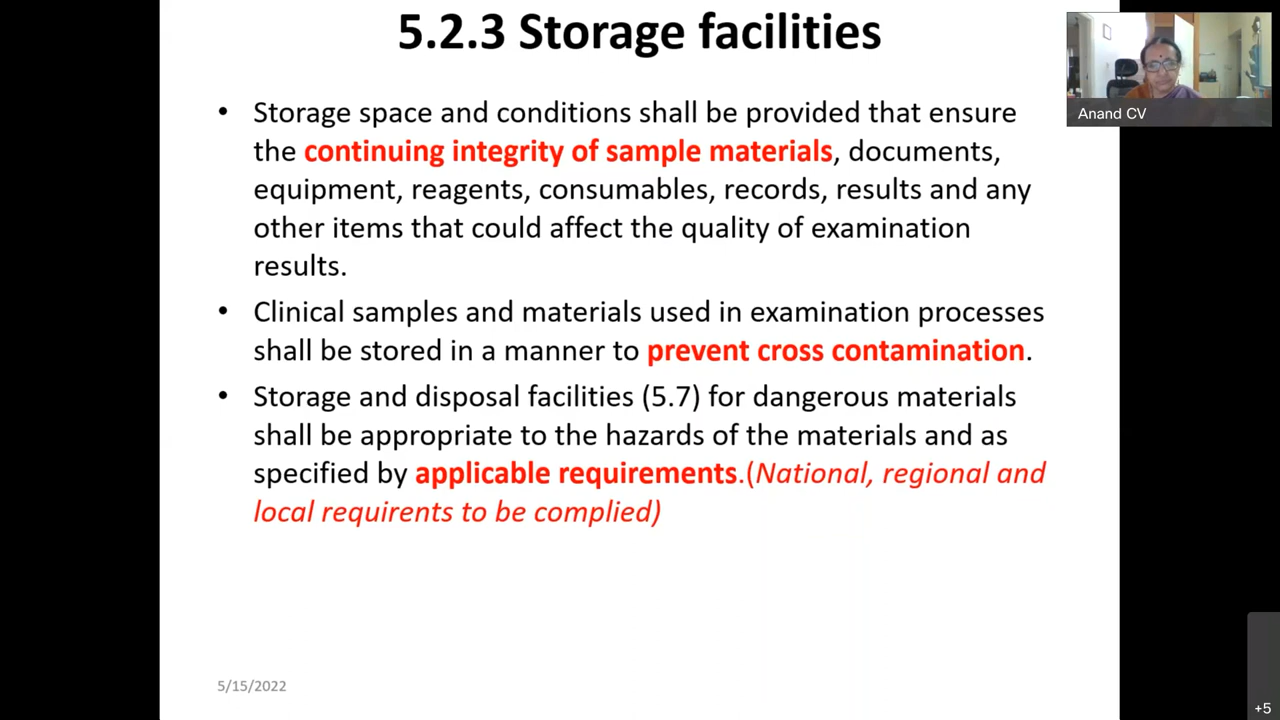 5.2.3 Storage facilities
Anand CV
• Storage space and conditions shall be provided that ensure
the continuing integrity of sample materials, documents,
equipment, reagents, consumables, records, results and any
other items that could affect the quality of examination
results.
• Clinical samples and materials used in examination processes
shall be stored in a manner to prevent cross contamination.
• Storage and disposal facilities (5.7) for dangerous materials
shall be appropriate to the hazards of the materials and as
specified by applicable requirements.(National, regional and
local requirents to be complied)
5/15/2022
+5